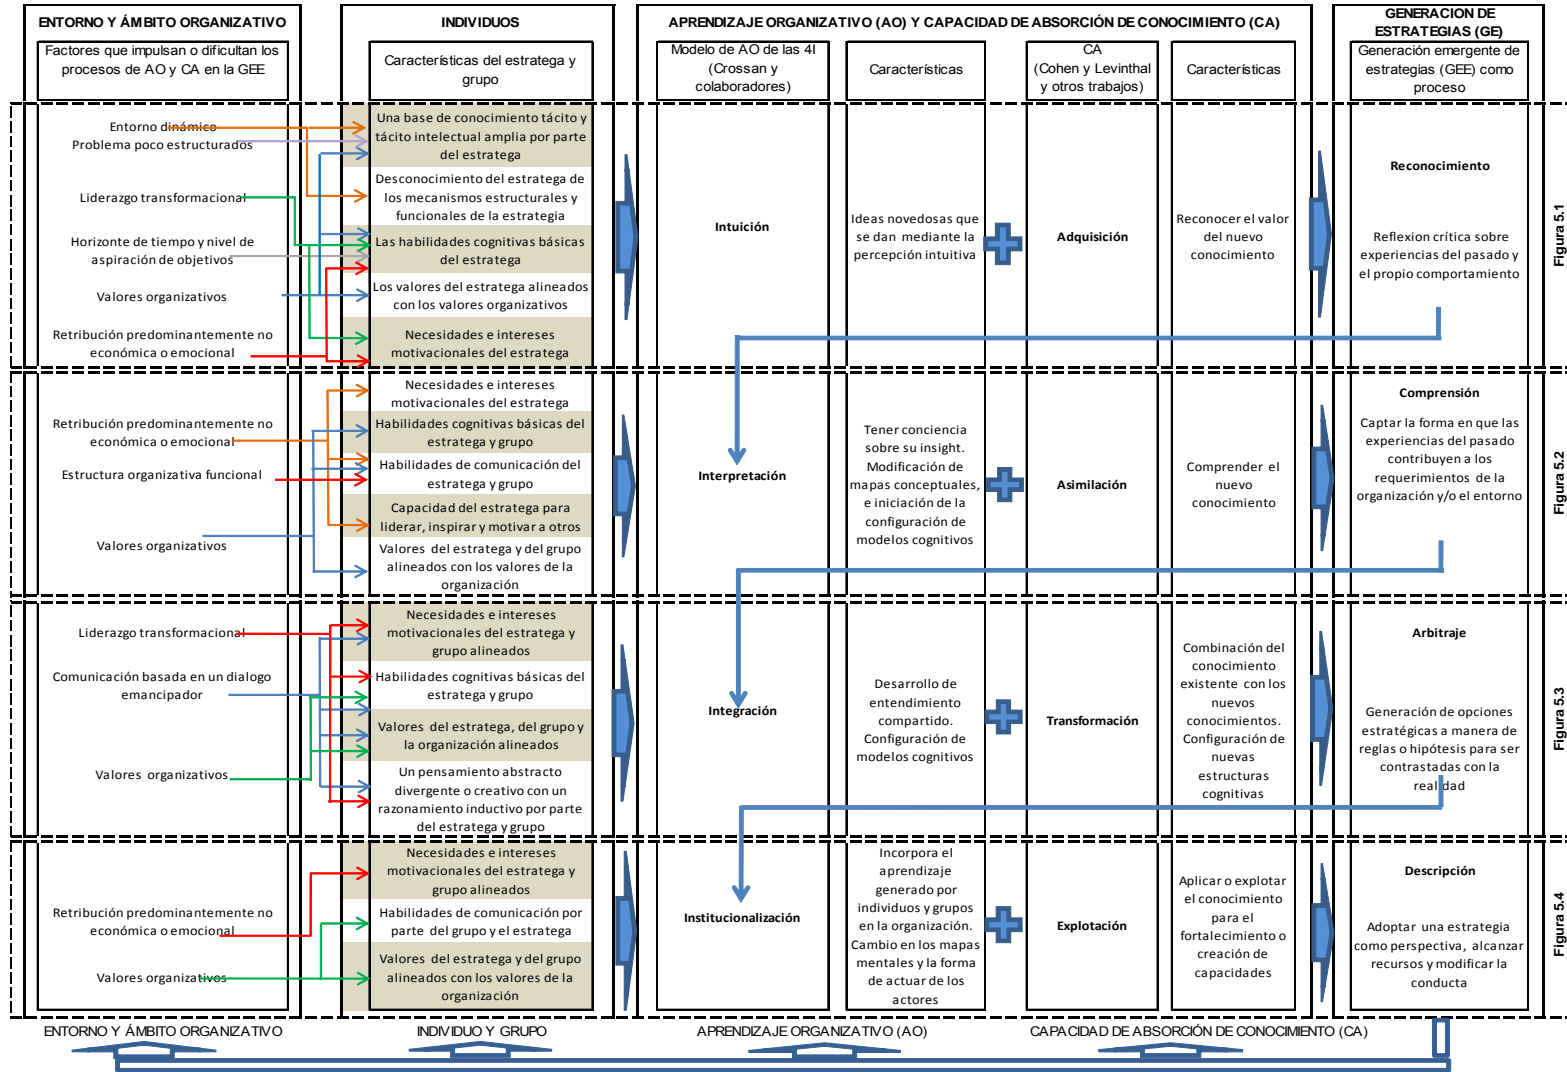 ENTORNO Y ÁMBITO ORGANIZATIVO
Factores que impulsan o dificultan los
procesos de AO y CA en la GEE
INDIVIDUOS
Características del estratega y
grupo
APRENDIZAJE ORGANIZATIVO (AO) Y CAPACIDAD DE ABSORCIÓN DE CONOCIMIENTO (CA)
Modelo de AO de las 4I
(Crossan y
colaboradores)
Características
CA
(Cohen y Levinthal
y otros trabajos)
Características
GENERACION DE
ESTRATEGIAS (GE)
Generación emergente de
estrategias (GEE) como
proceso
Entorno dinámico
Problema poco estructurados
Liderazgo transformacional
Horizonte de tiempo y nivel de
aspiración de objetivos
Valores organizativos
Retribución predominantemente no
económica o emocional
Una base de conocimiento tácito y
tácito intelectual amplia por parte
del estratega
Desconocimiento del estratega de
los mecanismos estructurales y
funcionales de la estrategia
Las habilidades cognitivas básicas
del estratega
Los valores del estratega alineados
con los valores organizativos
Necesidades e intereses
motivacionales del estratega
Intuición
Ideas novedosas que
se dan mediante la
percepción intuitiva
Adquisición
Reconocer el valor
del nuevo
conocimiento
Reconocimiento
Reflexion crítica sobre
experiencias del pasado y
el propio comportamiento
Figura 5.1
Retribución predominantemente no
económica o emocional
Estructura organizativa funcional
Valores organizativos
Necesidades e intereses
motivacionales del estratega
Habilidades cognitivas básicas del
estratega y grupo
Habilidades de comunicación del
estratega y grupo
Capacidad del estratega para
liderar, inspirar y motivar a otros
Valores del estratega y del grupo
alineados con los valores de la
organización
Interpretación
Tener conciencia
sobre su insight.
Modificación de
mapas conceptuales,
e iniciación de la
configuración de
modelos cognitivos
Asimilación
Comprender el
nuevo
conocimiento
Comprensión
Captar la forma en que las
experiencias del pasado
contribuyen a los
requerimientos de la
organización y/o el entorno
Figura 5.2
Liderazgo transformacional
Comunicación basada en un dialogo
emancipador
Valores organizativos
Necesidades e intereses
motivacionales del estratega y
grupo alineados
Habilidades cognitivas básicas del
estratega y grupo
Valores del estratega, del grupo y
la organización alineados
Un pensamiento abstracto
divergente o creativo con un
razonamiento inductivo por parte
del estratega y grupo
Integración
Desarrollo de
entendimiento
compartido.
Configuración de
modelos cognitivos
Transformación
Combinación del
conocimiento
existente con los
nuevos
conocimientos.
Configuración de
nuevas
estructuras
cognitivas
Arbitraje
Generación de opciones
estratégicas a manera de
reglas o hipótesis para ser
contrastadas con la
realidad
Figura 5.3
Retribución predominantemente no
económica o emocional
Valores organizativos
Necesidades e intereses
motivacionales del estratega y
grupo alineados
Habilidades de comunicación por
parte del grupo y el estratega
Valores del estratega y del grupo
alineados con los valores de la
organización
Institucionalización
Incorpora el
aprendizaje
generado por
individuos y grupos
en la organización.
Cambio en los mapas
mentales y la forma
de actuar de los
actores
Explotación
Aplicar o explotar
el conocimiento
para el
fortalecimiento o
creación de
capacidades
Descripción
Adoptar una estrategia
como perspectiva, alcanzar
recursos y modificar la
conducta
Figura 5.4
ENTORNO Y ÁMBITO ORGANIZATIVO
INDIVIDUO Y GRUPO
APRENDIZAJE ORGANIZATIVO (AO)
CAPACIDAD DE ABSORCIÓN DE CONOCIMIENTO (CA)